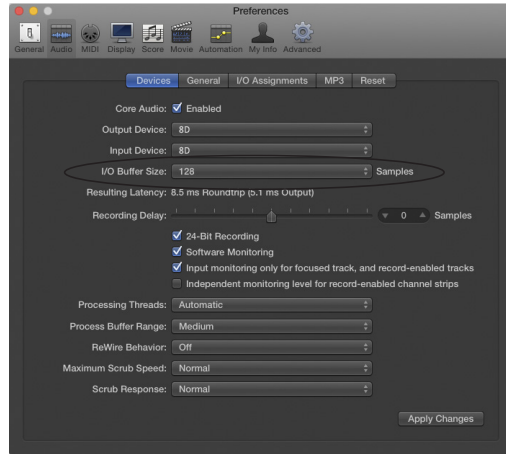 Preferences
General Audio MIDI Display Score Movie Automation My Info Advanced
Devices General I/O Assignments MP3 Reset
Core Audio: Enabled
Output Device: 8D
Input Device: 8D
I/O Buffer Size: 128 Samples
Resulting Latency: 8.5 ms Roundtrip (5.1 ms Output)
Recording Delay: 0 Samples
24-Bit Recording
Software Monitoring
Input monitoring only for focused track, and record-enabled tracks
Independent monitoring level for record-enabled channel strips
Processing Threads: Automatic
Process Buffer Range: Medium
ReWire Behavior: Off
Maximum Scrub Speed: Normal
Scrub Response: Normal
Apply Changes